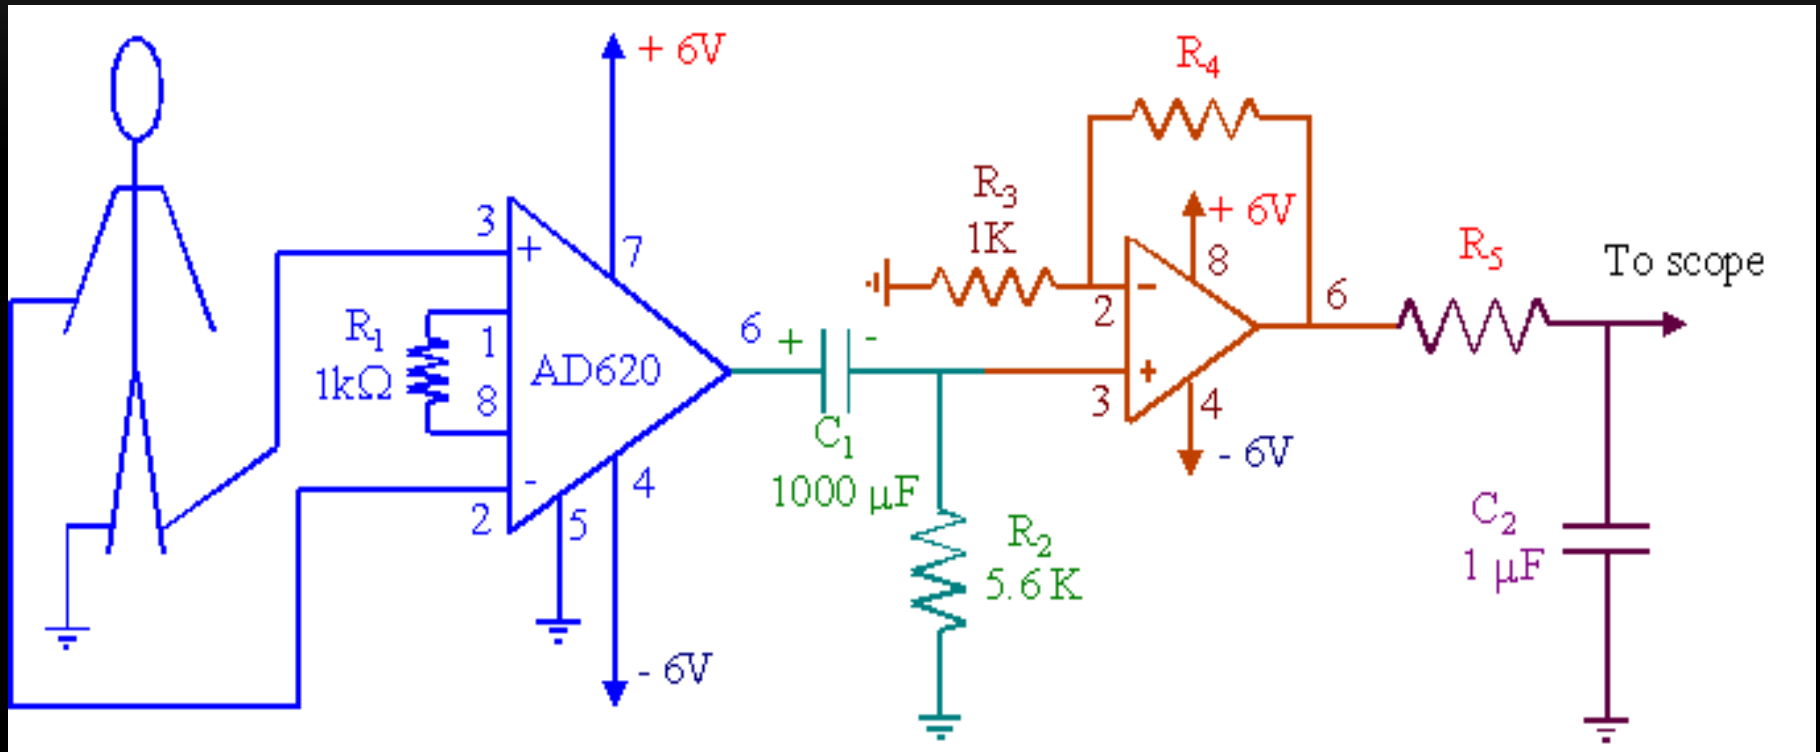 + 6V
3
+
7
R₁
1kΩ
1
8
AD620
-
2
5
4
- 6V
6
+
-
C₁
1000 µF
R₂
5.6 K
R₃
1K
R₄
+ 6V
8
2
-
+
3
4
- 6V
6
R₅
To scope
C₂
1 µF